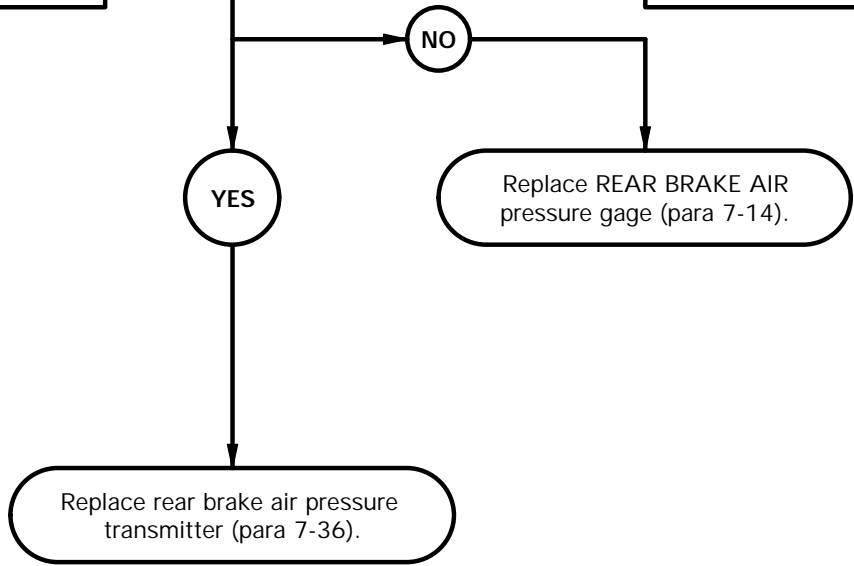 NO
YES
Replace REAR BRAKE AIR
pressure gage (para 7-14).
Replace rear brake air pressure
transmitter (para 7-36).